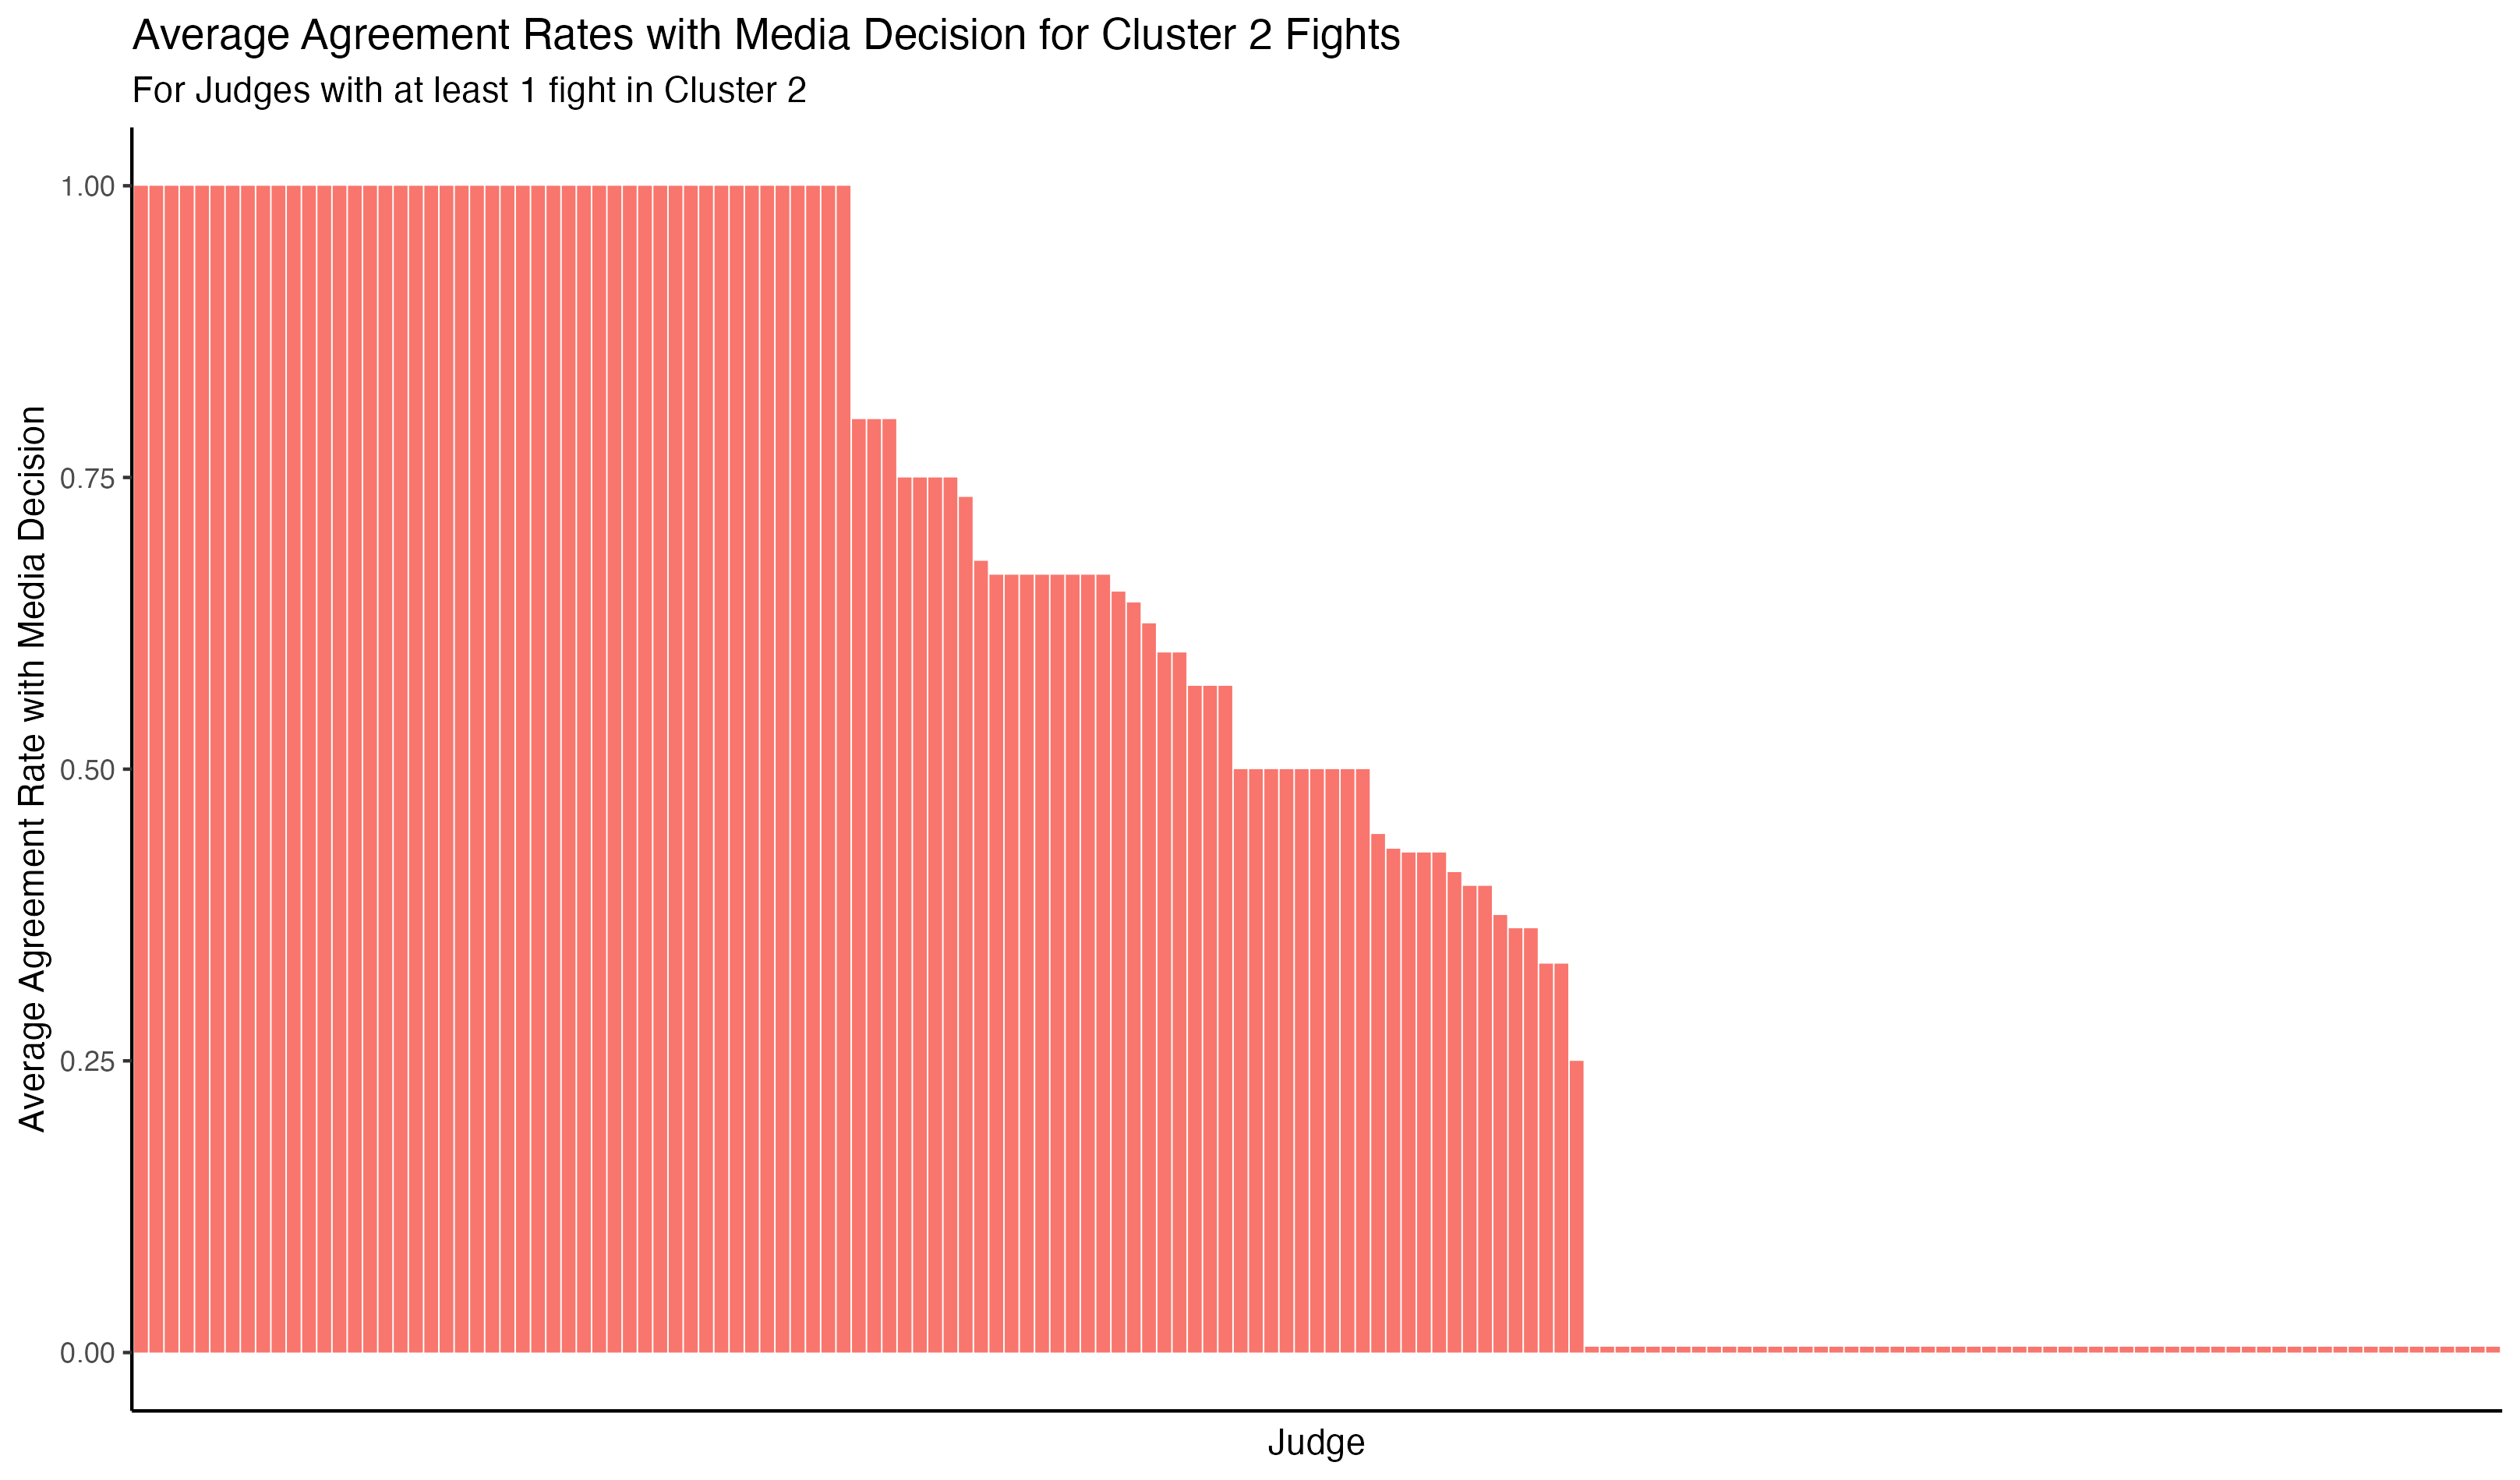 Average Agreement Rates with Media Decision for Cluster 2 Fights
For Judges with at least 1 fight in Cluster 2
Average Agreement Rate with Media Decision
1.00
0.75
0.50
0.25
0.00
Judge